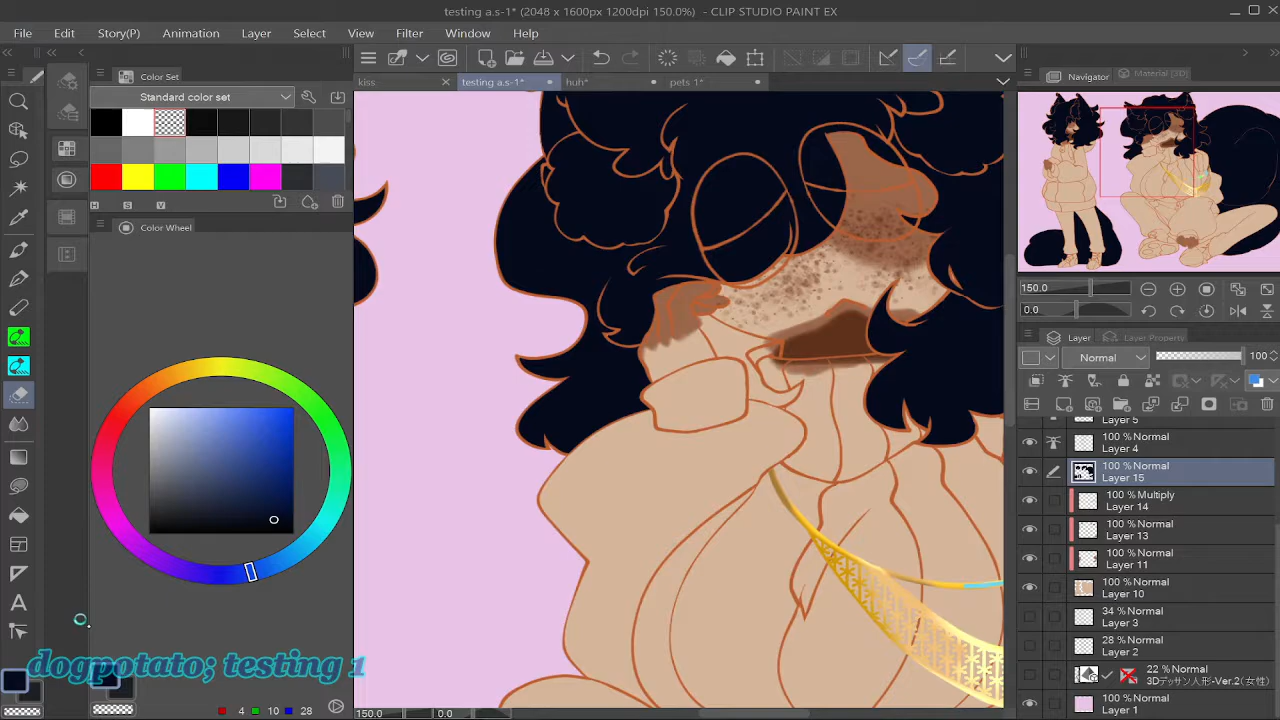 testing a.s-1* (2048 x 1600px 1200dpi 150.0%) - CLIP STUDIO PAINT EX
File Edit Story(P) Animation Layer Select View Filter Window Help
kiss testing a.s-1* huh* pets 1*
Color Set
Standard color set
H S V
Color Wheel
4 10 28
dogpotato; testing 1
150.0 0.0
Navigator Material [3D]
150.0
0.0
Layer Layer Property
Normal 100
Layer 5
100 %Normal
Layer 4
100 %Normal
Layer 15
100 %Multiply
Layer 14
100 %Normal
Layer 13
100 %Normal
Layer 11
100 %Normal
Layer 10
34 %Normal
Layer 3
28 %Normal
Layer 2
22 %Normal
3Dデッサン人形-Ver.2(女性)
100 %Normal
Layer 1